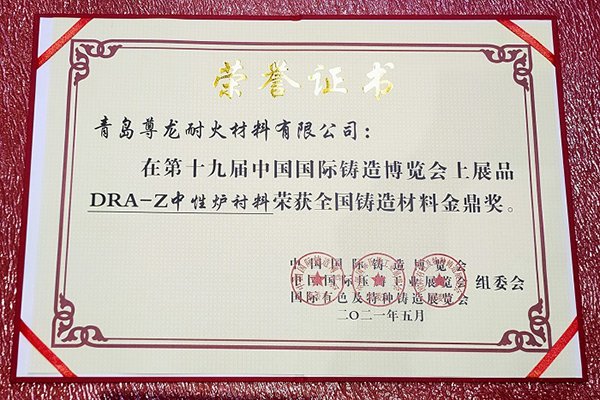 荣誉证书
青岛尊龙耐火材料有限公司：
在第十九届中国国际铸造博览会上展品
DRA-Z中性炉衬料荣获全国铸造材料金鼎奖。
中国国际铸造博览会
中国国际压铸工业展览会 组委会
国际有色及特种铸造展览会
二〇二一年五月